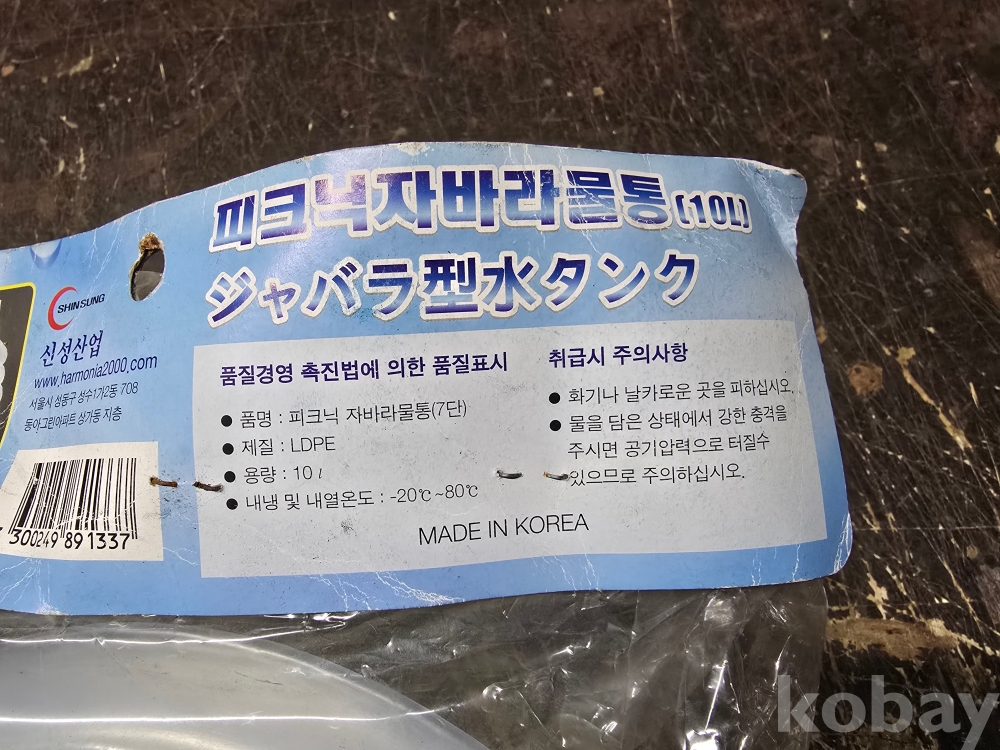 피크닉자바라물통(10L)
ジャバラ型水タンク
SHINSUNG
신성산업
www.harmonia2000.com
서울시 성동구 성수1가2동 708
동아그린아파트 상가동 지층
300249 891337
품질경영 촉진법에 의한 품질표시
● 품명 : 피크닉 자바라물통(7단)
● 제질 : LDPE
● 용량 : 10ℓ
● 내냉 및 내열온도 : -20℃~80℃
취급시 주의사항
● 화기나 날카로운 곳을 피하십시오.
● 물을 담은 상태에서 강한 충격을
주시면 공기압력으로 터질수
있으므로 주의하십시오.
MADE IN KOREA
kobay